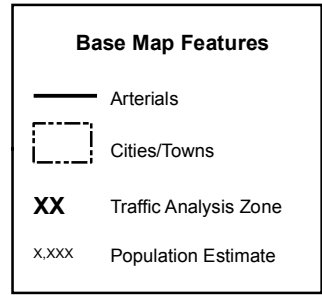 Base Map Features
Arterials
Cities/Towns
XX Traffic Analysis Zone
X,XXX Population Estimate